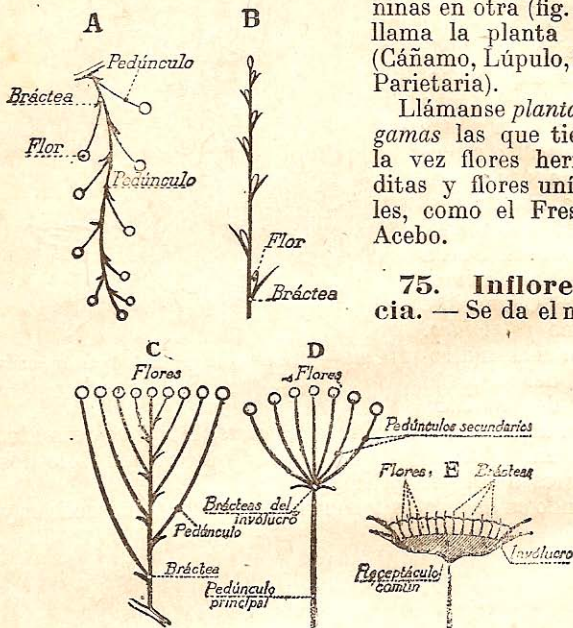 A
B
Pedúnculo
Bráctea
Flor
Pedúnculo
Flor
Bráctea
ninas en otra (fig.
llama la planta
(Cáñamo, Lúpulo,
Parietaria).
Llámanse planta
gamas las que tie
la vez flores her
ditas y flores uni
les, como el Fres
Acebo.
75. Inflore
cia. — Se da el n
C
Flores
Pedúnculo
Bráctea
D
Flores
Pedúnculos secundarios
Brácteas del
involucro
Pedúnculo
principal
Flores, E Brácteas
Involucro
Receptáculo
común